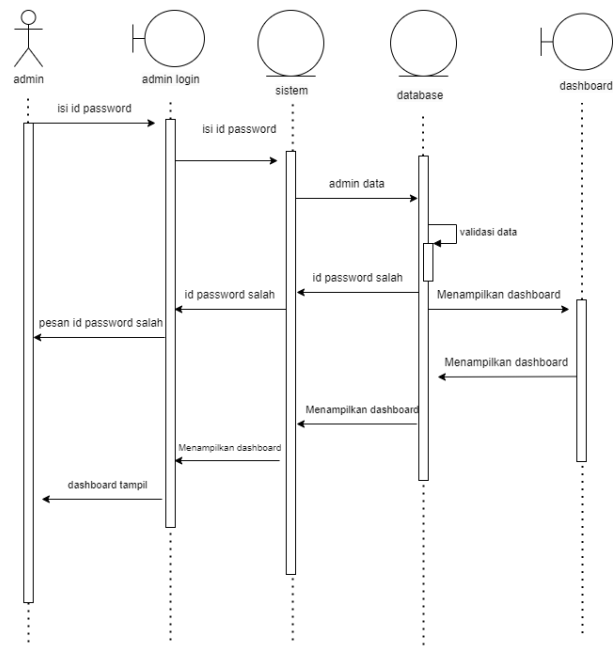 admin
admin login
sistem
database
dashboard
isi id password
isi id password
admin data
validasi data
id password salah
id password salah
Menampilkan dashboard
pesan id password salah
Menampilkan dashboard
Menampilkan dashboard
Menampilkan dashboard
dashboard tampil